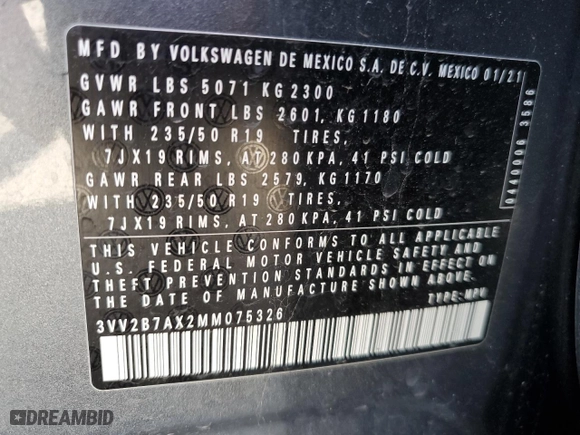 MFD BY VOLKSWAGEN DE MEXICO S.A. DE C.V. MEXICO 01/21
GVWR LBS 5071 KG 2300
GAWR FRONT LBS 2601, KG 1180
WITH 235/50 R19 TIRES,
7JX19 RIMS, AT 280 KPA, 41 PSI COLD
GAWR REAR LBS 2579, KG 1170
WITH 235/50 R19 TIRES,
7JX19 RIMS, AT 280 KPA, 41 PSI COLD
THIS VEHICLE CONFORMS TO ALL APPLICABLE
U.S. FEDERAL MOTOR VEHICLE SAFETY AND
THEFT PREVENTION STANDARDS IN EFFECT ON
THE DATE OF MANUFACTURE SHOWN ABOVE.
TYPE: MPV
3VV2B7AX2MM075326
0140006 3586
DREAMBID